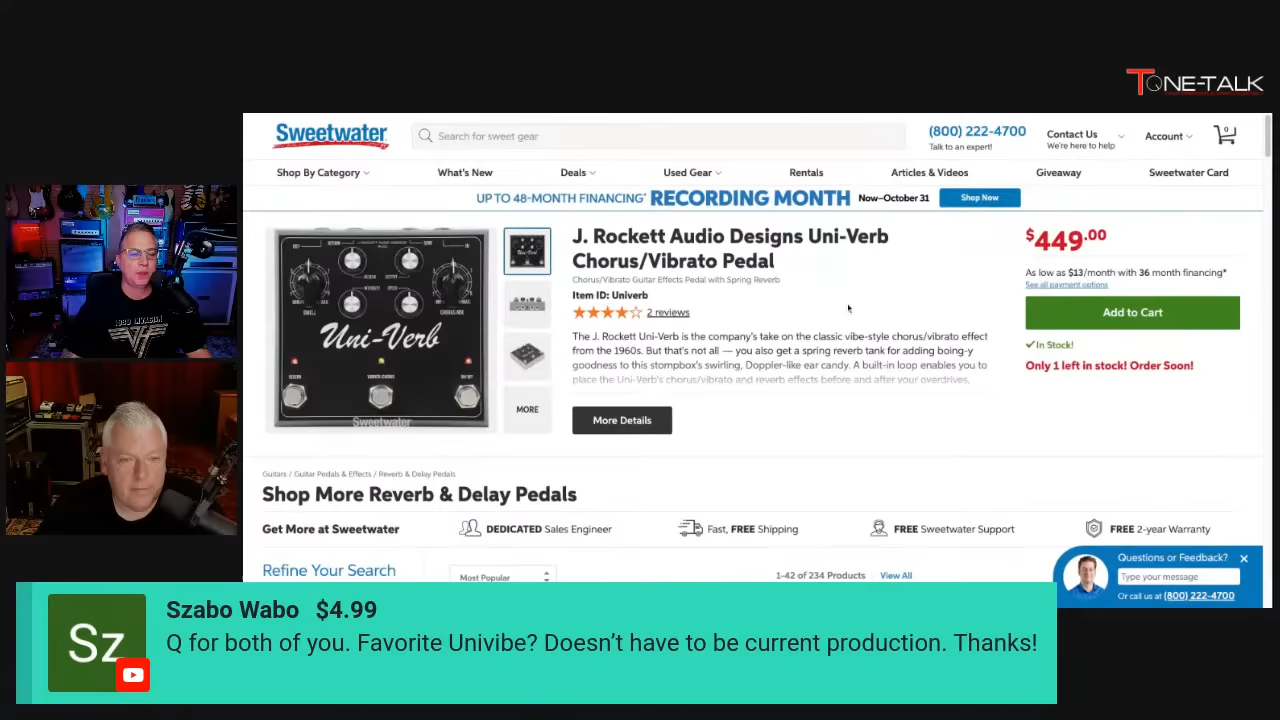 TONE-TALK
Sweetwater
Search for sweet gear
(800) 222-4700
Talk to an expert!
Contact Us
We're here to help
Account
0
Shop By Category
What's New
Deals
Used Gear
Rentals
Articles & Videos
Giveaway
Sweetwater Card
UP TO 48-MONTH FINANCING* RECORDING MONTH Now–October 31 Shop Now
J. Rockett Audio Designs Uni-Verb
Chorus/Vibrato Pedal
Chorus/Vibrato Guitar Effects Pedal with Spring Reverb
Item ID: Univerb
2 reviews
The J. Rockett Uni-Verb is the company's take on the classic vibe-style chorus/vibrato effect
from the 1960s. But that's not all — you also get a spring reverb tank for adding boing-y
goodness to this stompbox's swirling, Doppler-like ear candy. A built-in loop enables you to
place the Uni-Verb's chorus/vibrato and reverb effects before and after your overdrives,
More Details
$449.00
As low as $13/month with 36 month financing*
See all payment options
Add to Cart
In Stock!
Only 1 left in stock! Order Soon!
Uni-Verb
Sweetwater
MORE
VAN HALEN
Guitars / Guitar Pedals & Effects / Reverb & Delay Pedals
Shop More Reverb & Delay Pedals
Get More at Sweetwater
DEDICATED Sales Engineer
Fast, FREE Shipping
FREE Sweetwater Support
FREE 2-year Warranty
Refine Your Search
Most Popular
1-42 of 234 Products
View All
Questions or Feedback?
Type your message
Or call us at (800) 222-4700
Sz
Szabo Wabo $4.99
Q for both of you. Favorite Univibe? Doesn't have to be current production. Thanks!